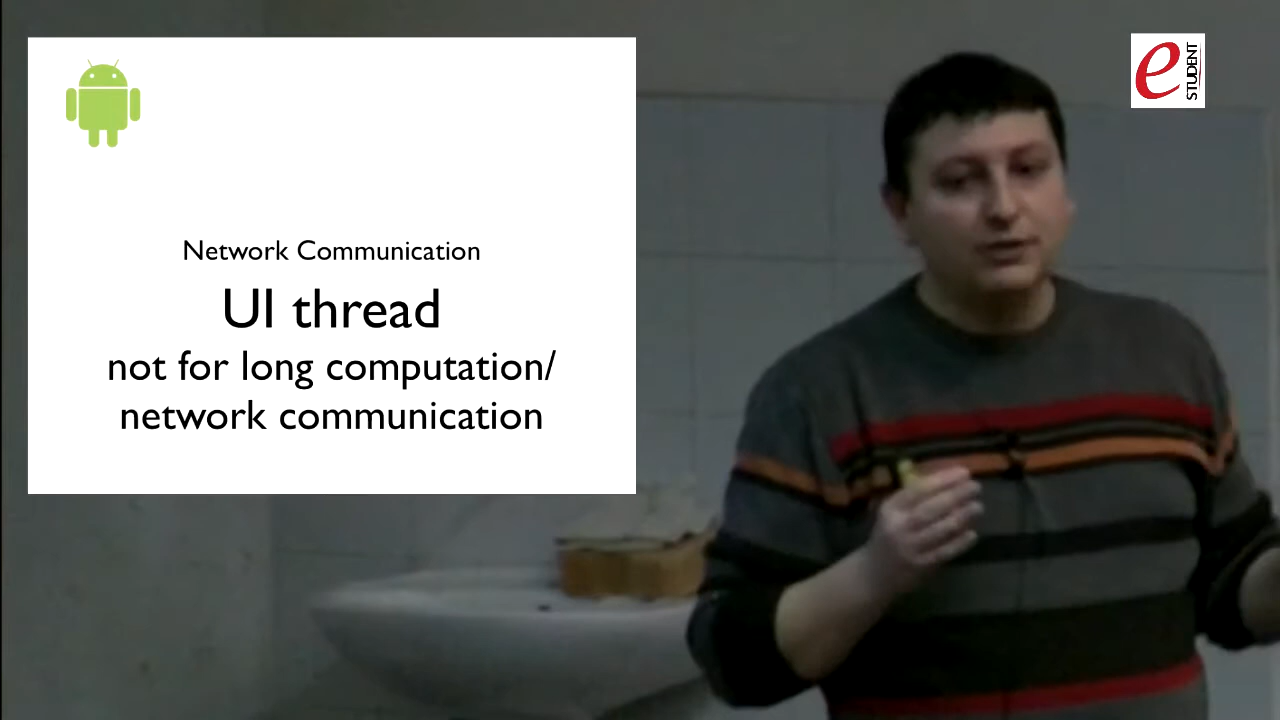 Network Communication
UI thread
not for long computation/
network communication
e
STUDENT